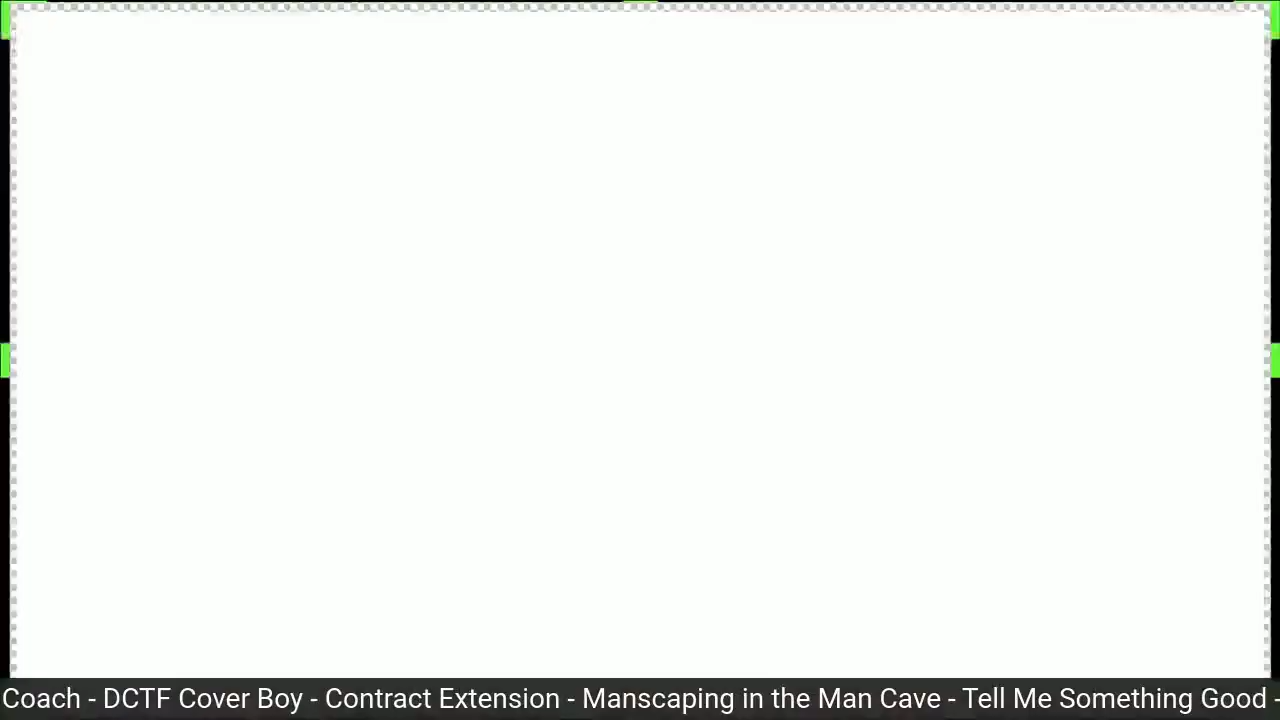 Coach - DCTF Cover Boy - Contract Extension - Manscaping in the Man Cave - Tell Me Something Good -